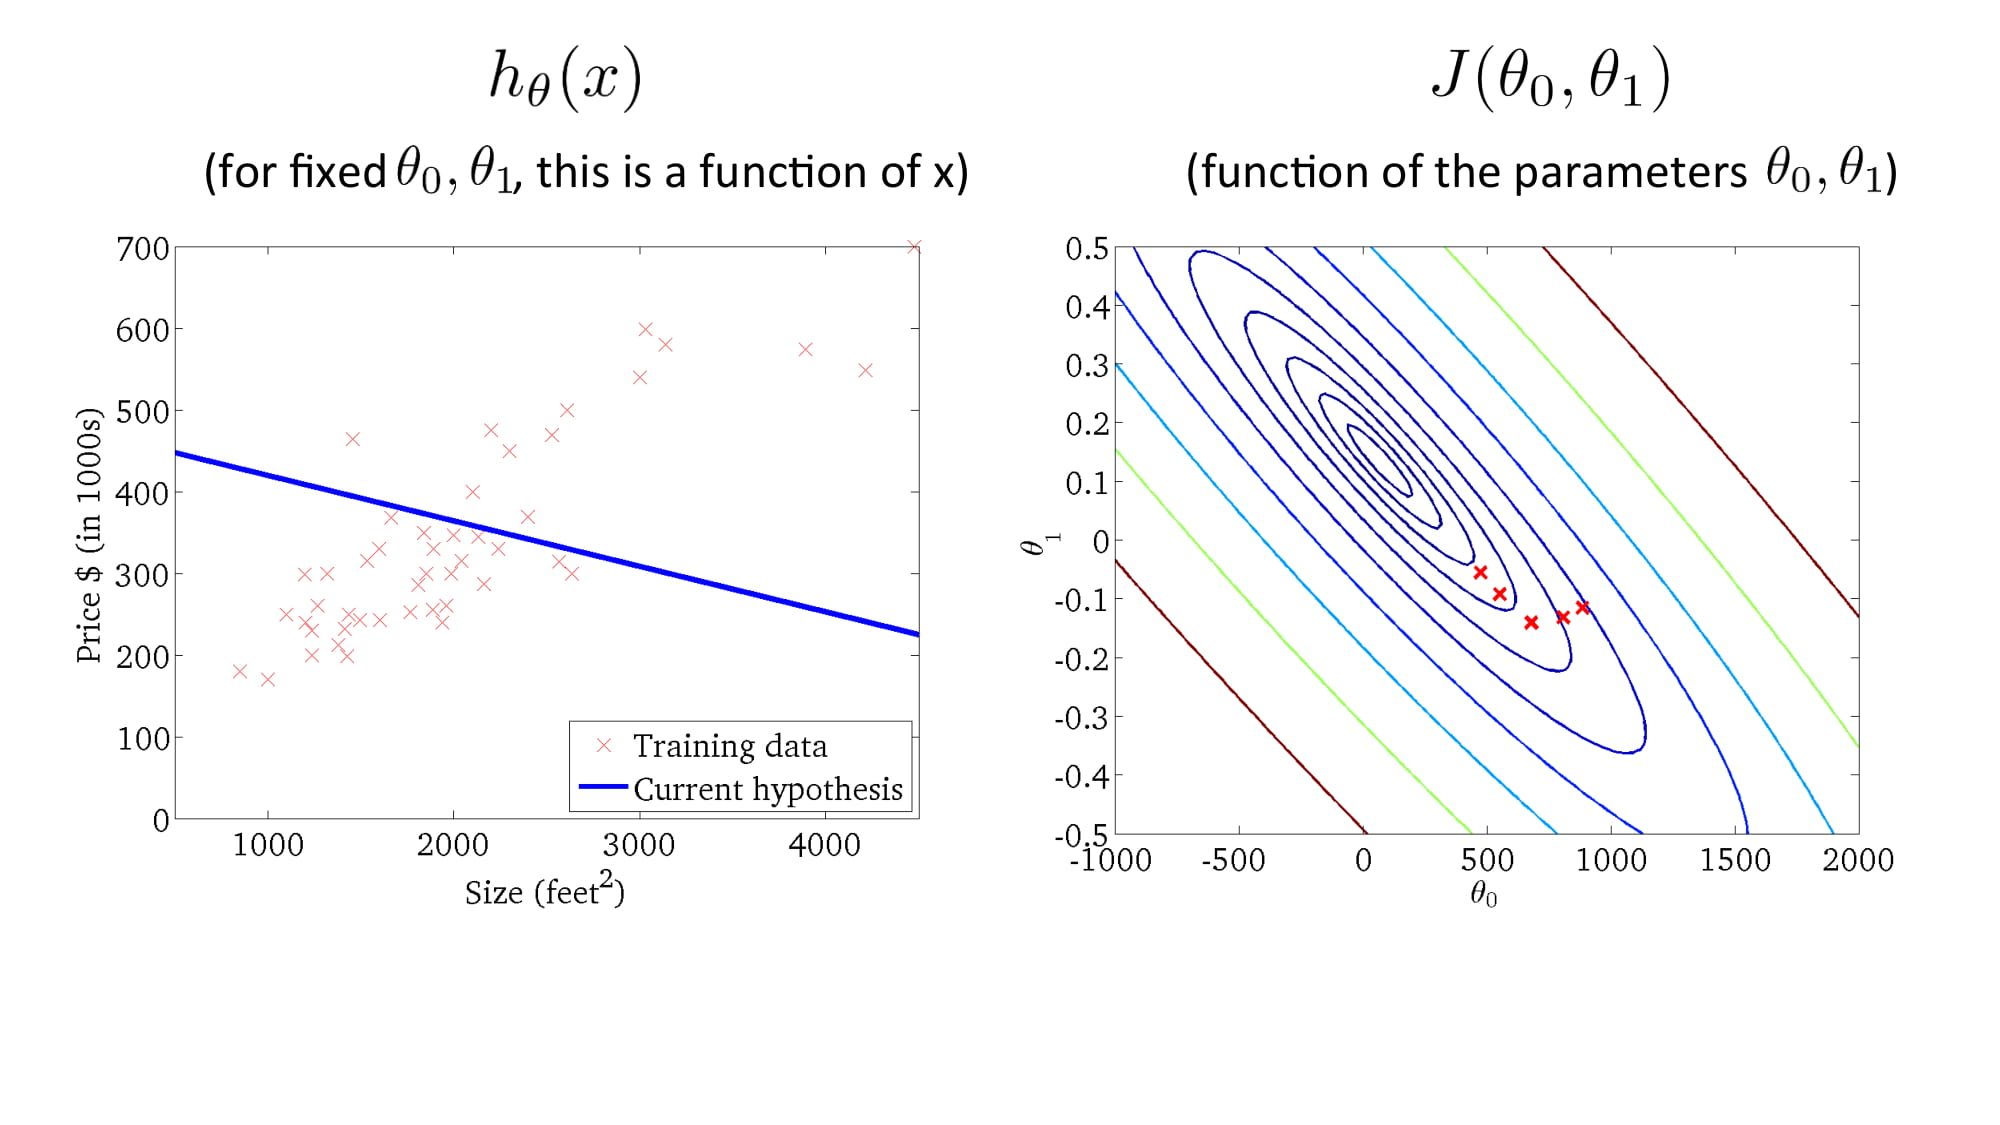 hθ(x)
(for fixed θ0, θ1, this is a function of x)
700
600
500
400
300
200
100
0
Price $ (in 1000s)
1000 2000 3000 4000
Size (feet2)
Training data
Current hypothesis
J(θ0, θ1)
(function of the parameters θ0, θ1)
0.5
0.4
0.3
0.2
0.1
0
-0.1
-0.2
-0.3
-0.4
-0.5
θ1
-1000 -500 0 500 1000 1500 2000
θ0